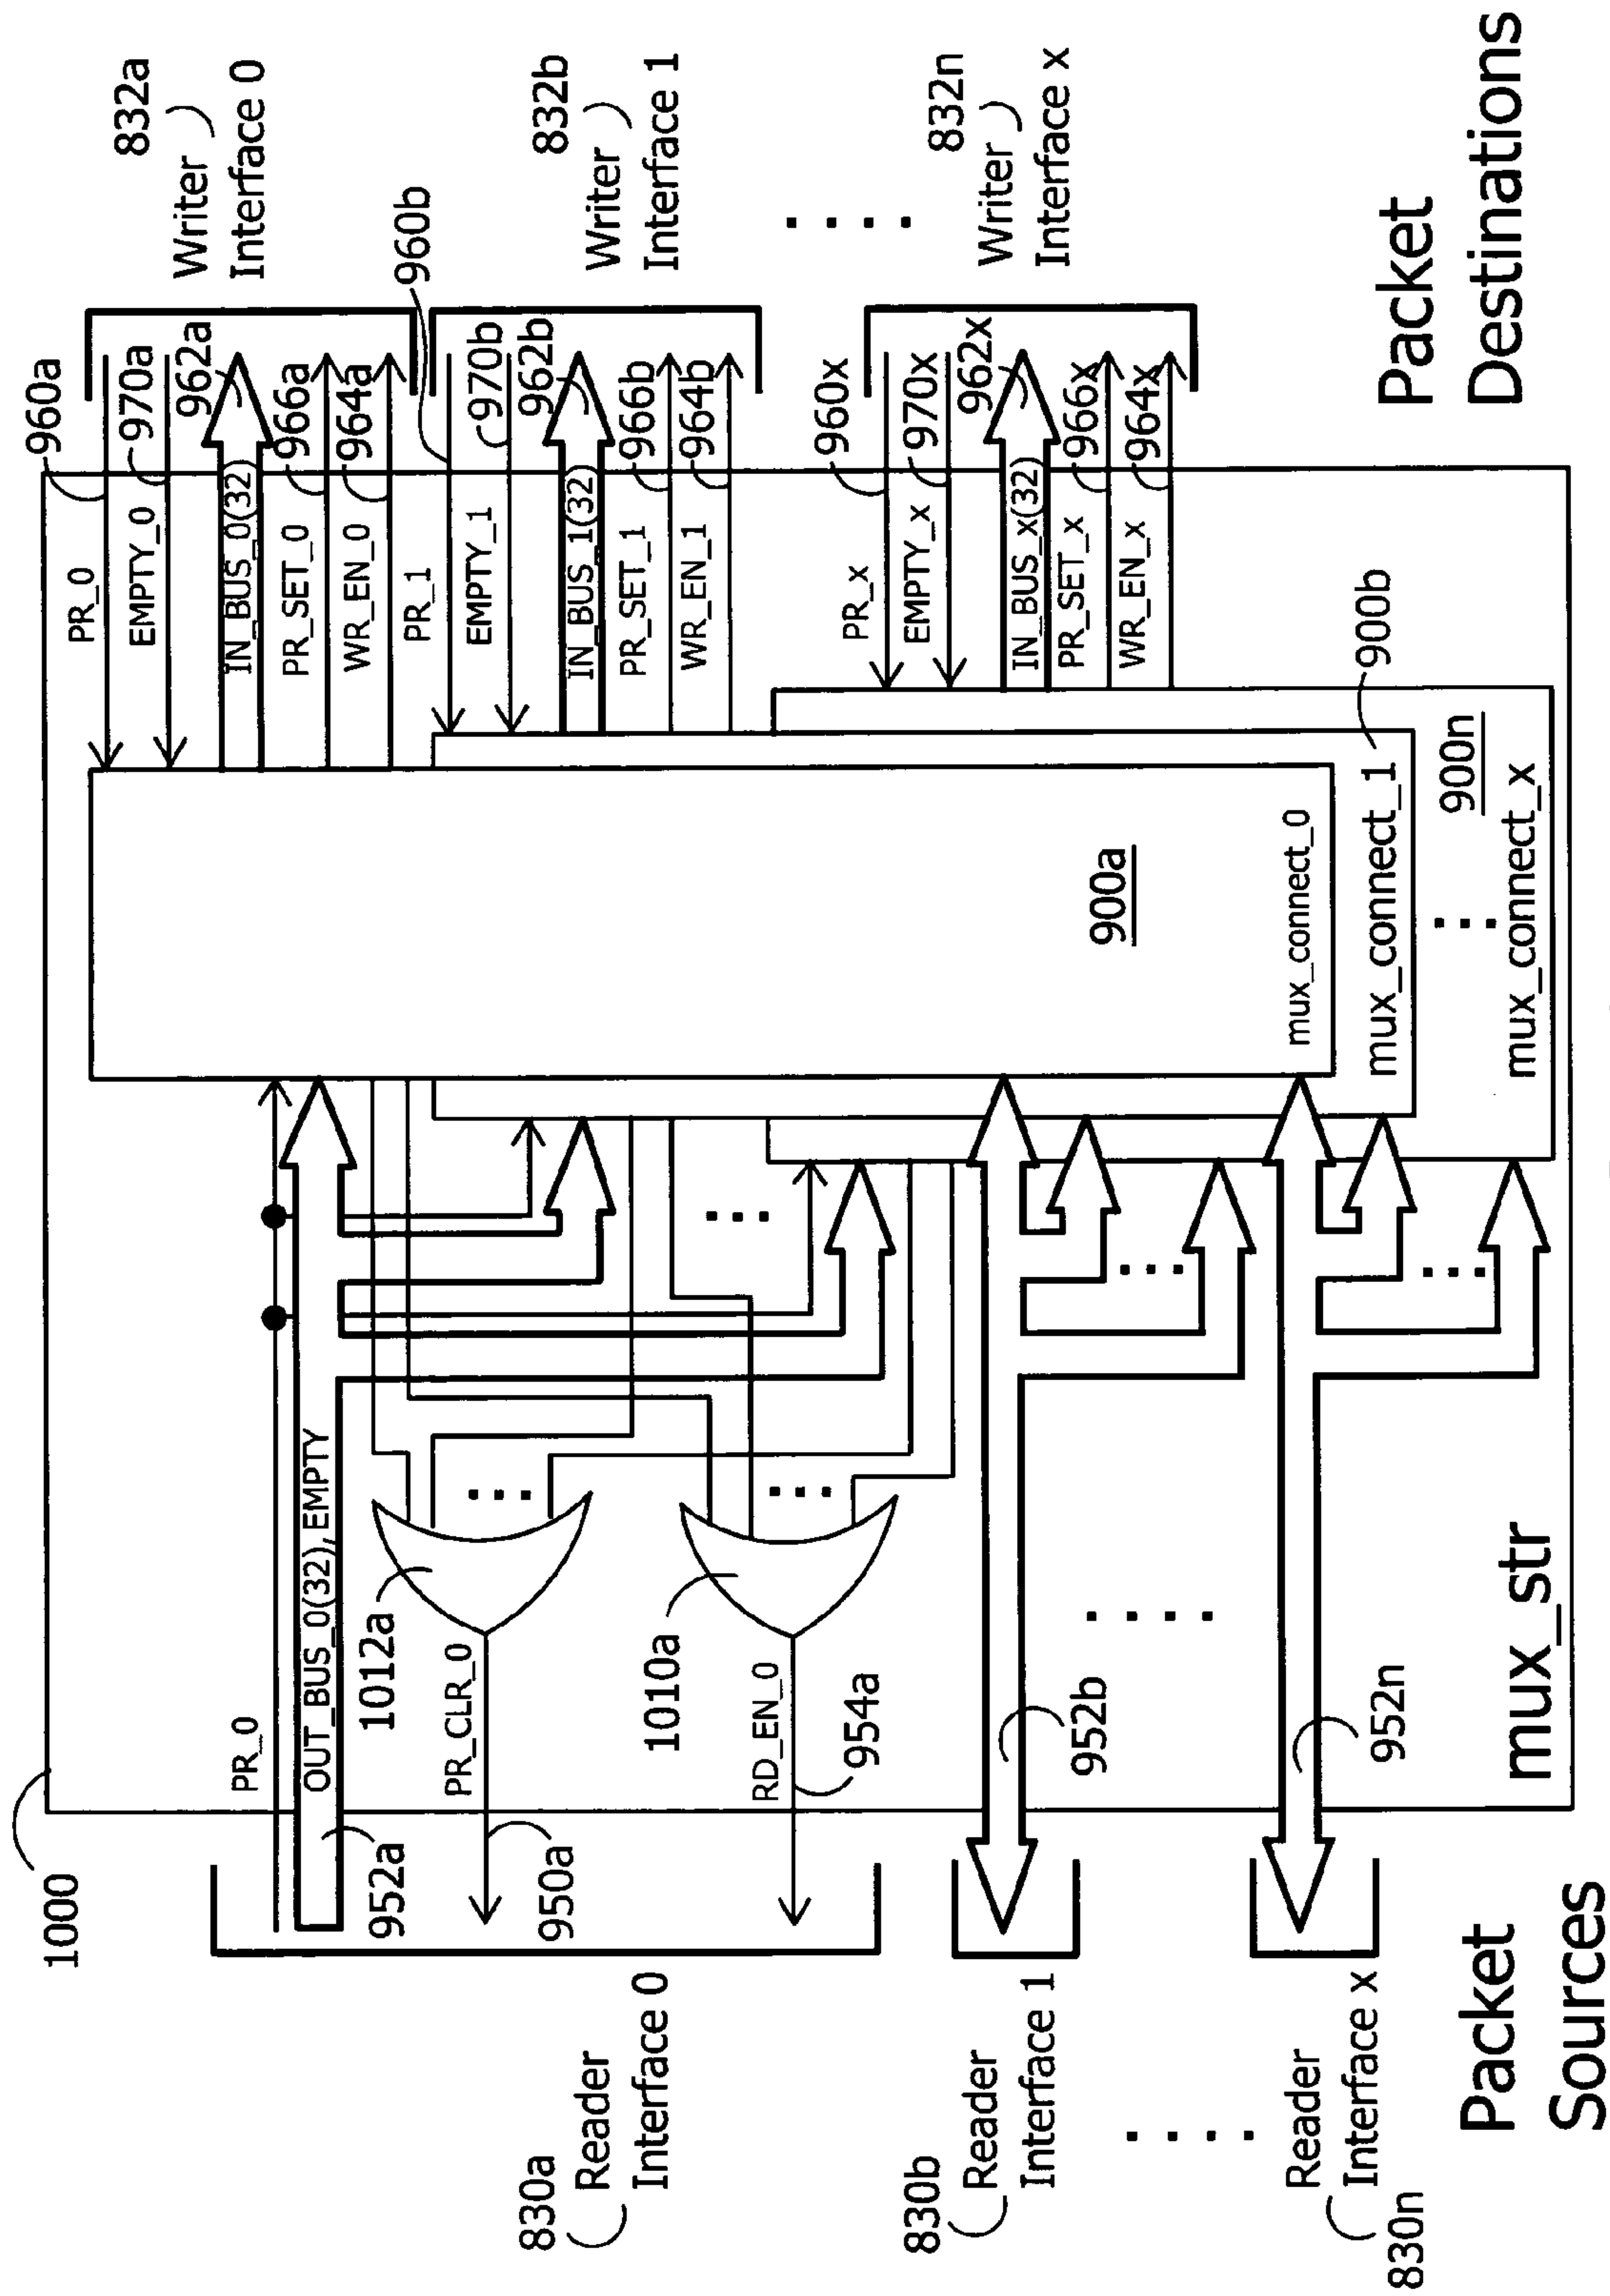 1000
PR_0
OUT_BUS_0(32), EMPTY
952a
1012a
PR_CLR_0
950a
1010a
RD_EN_0
954a
830a
Reader
Interface 0
830b
Reader
Interface 1
952b
. . . .
. . . .
Reader
Interface x
830n
952n
Packet
Sources
mux_str
. . .
. . .
. . .
. . .
. . .
900a
mux_connect_0
mux_connect_1
900b
. . .
900n
mux_connect_x
PR_0
960a
EMPTY_0
970a
IN_BUS_0(32)
962a
PR_SET_0
966a
WR_EN_0
964a
832a
Writer
Interface 0
PR_1
960b
EMPTY_1
970b
IN_BUS_1(32)
962b
PR_SET_1
966b
WR_EN_1
964b
832b
Writer
Interface 1
. . . .
PR_x
960x
EMPTY_x
970x
IN_BUS_x(32)
962x
PR_SET_x
966x
WR_EN_x
964x
832n
Writer
Interface x
Packet
Destinations